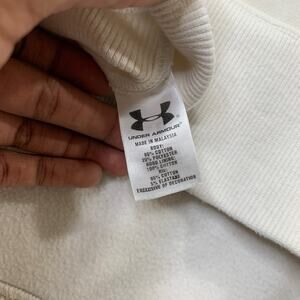 UNDER ARMOUR
MADE IN MALAYSIA
BODY:
80% COTTON
20% POLYESTER
HOOD LINING:
100% COTTON
RIB:
95% COTTON
5% ELASTANE
EXCLUSIVE OF DECORATION